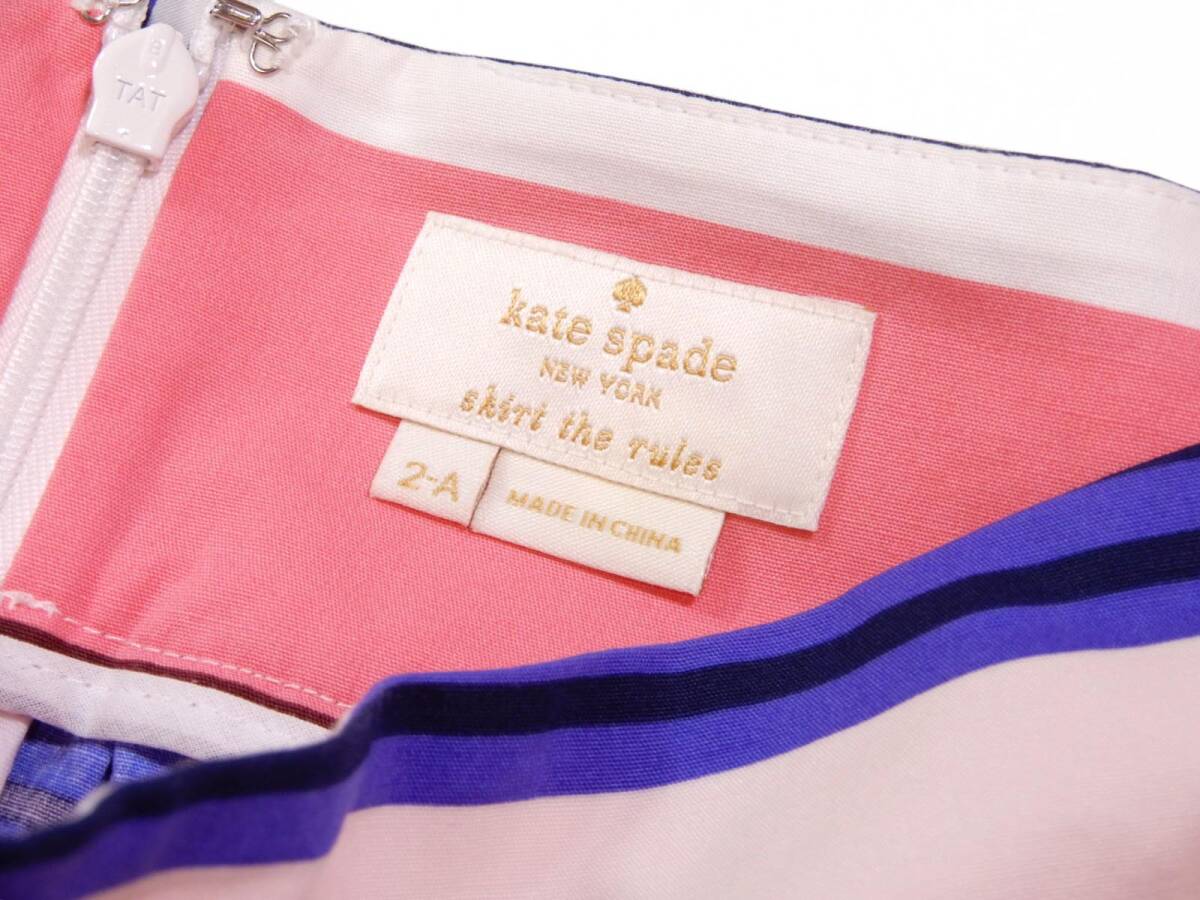 TAT
kate spade
NEW YORK
skirt the rules
2-A
MADE IN CHINA